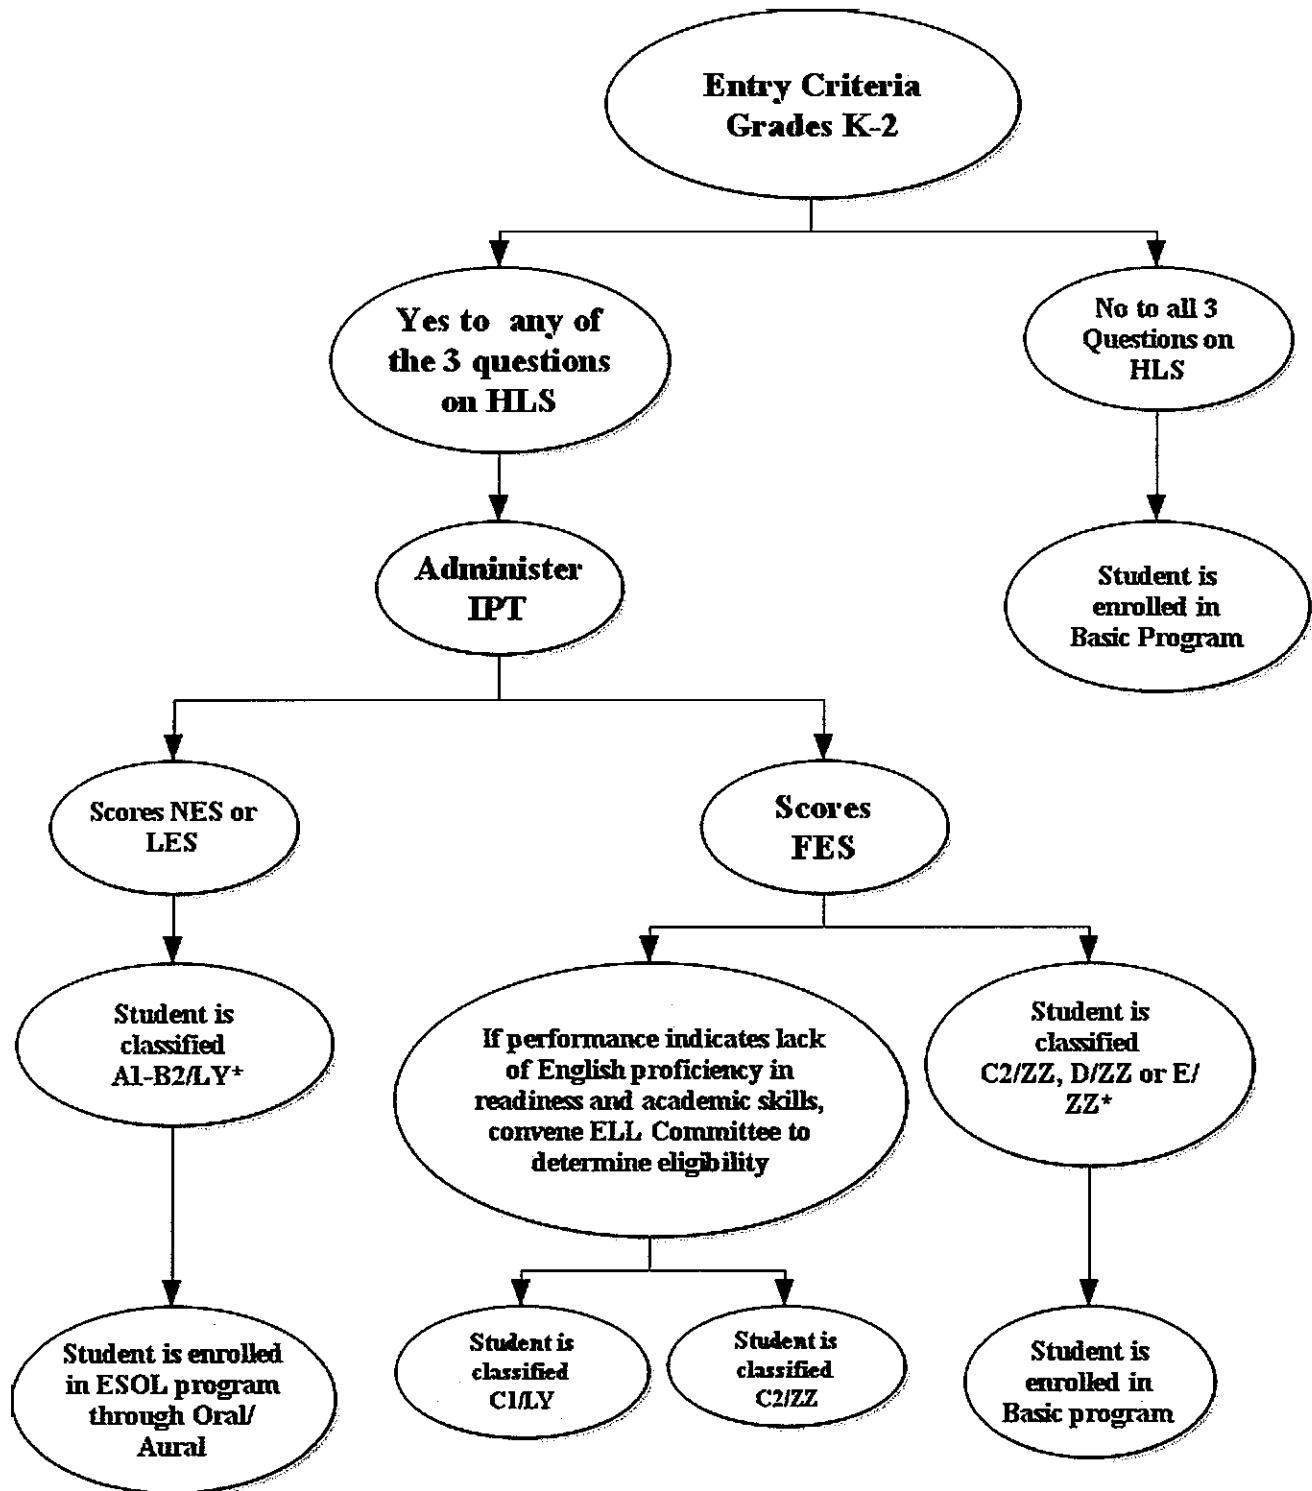 Entry Criteria
Grades K-2
Yes to any of
the 3 questions
on HLS
No to all 3
Questions on
HLS
Administer
IPT
Student is
enrolled in
Basic Program
Scores NES or
LES
Scores
FES
Student is
classified
A1-B2/LY*
If performance indicates lack
of English proficiency in
readiness and academic skills,
convene ELL Committee to
determine eligibility
Student is
classified
C2/ZZ, D/ZZ or E/
ZZ*
Student is enrolled
in ESOL program
through Oral/
Aural
Student is
classified
C1/LY
Student is
classified
C2/ZZ
Student is
enrolled in
Basic program